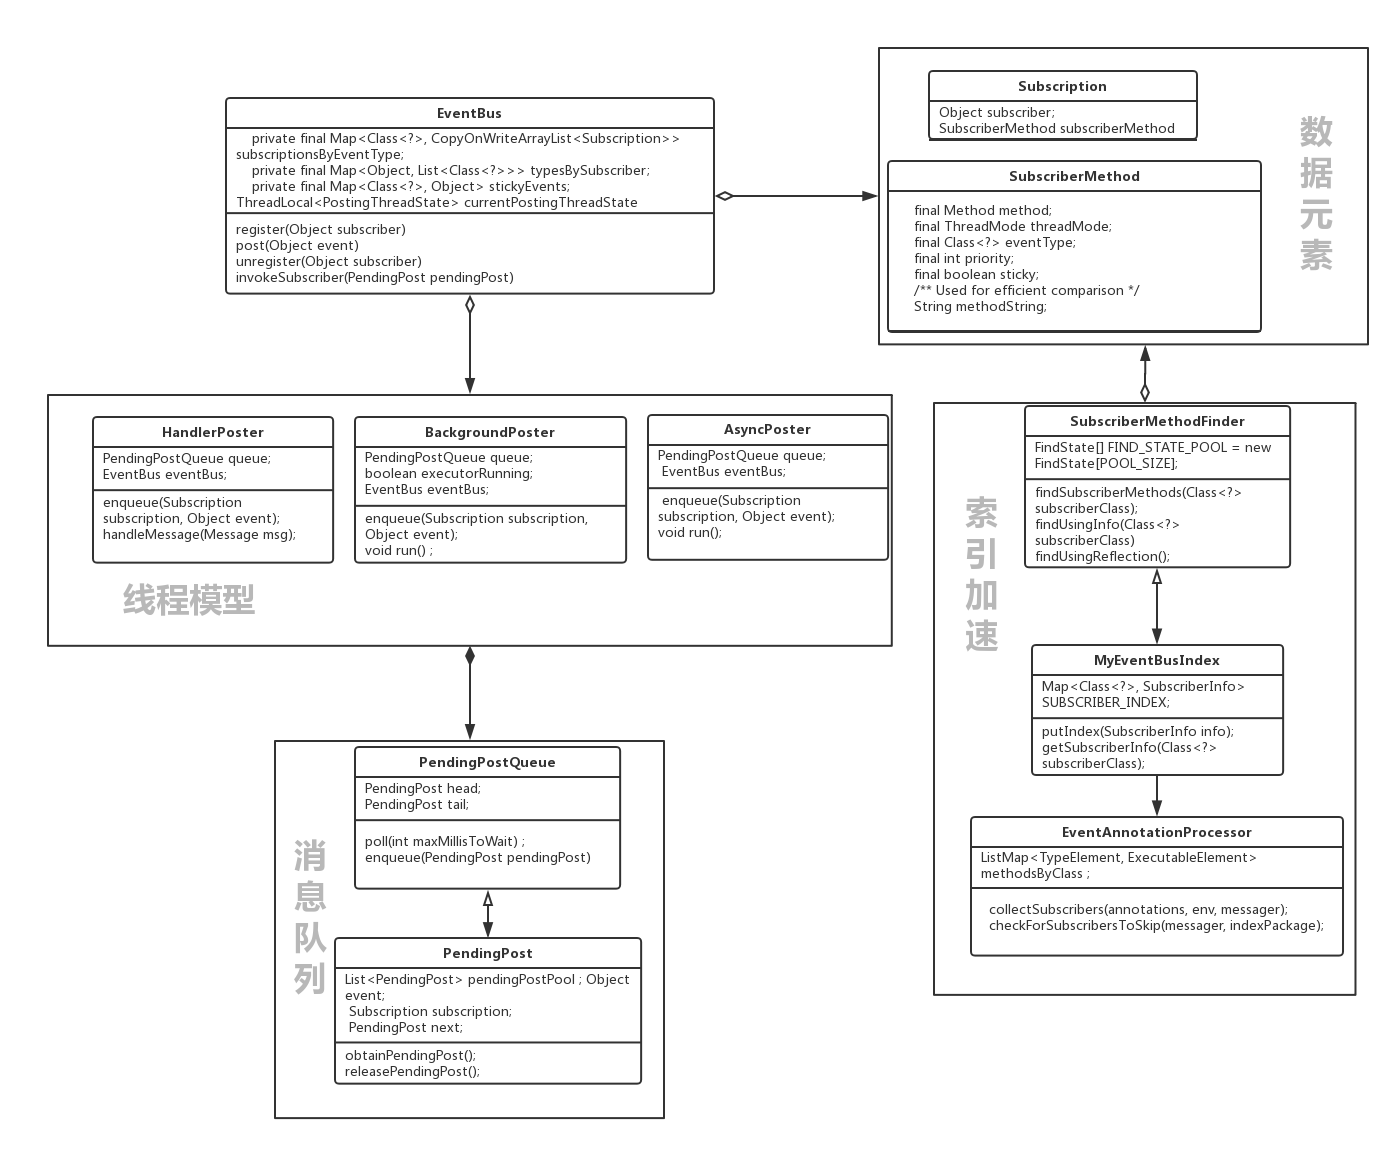 EventBus
private final Map<Class<?>, CopyOnWriteArrayList<Subscription>>
subscriptionsByEventType;
private final Map<Object, List<Class<?>>> typesBySubscriber;
private final Map<Class<?>, Object> stickyEvents;
ThreadLocal<PostingThreadState> currentPostingThreadState
register(Object subscriber)
post(Object event)
unregister(Object subscriber)
invokeSubscriber(PendingPost pendingPost)
Subscription
Object subscriber;
SubscriberMethod subscriberMethod
SubscriberMethod
final Method method;
final ThreadMode threadMode;
final Class<?> eventType;
final int priority;
final boolean sticky;
/** Used for efficient comparison */
String methodString;
数
据
元
素
HandlerPoster
PendingPostQueue queue;
EventBus eventBus;
enqueue(Subscription
subscription, Object event);
handleMessage(Message msg);
BackgroundPoster
PendingPostQueue queue;
boolean executorRunning;
EventBus eventBus;
enqueue(Subscription subscription,
Object event);
void run() ;
AsyncPoster
PendingPostQueue queue;
EventBus eventBus;
enqueue(Subscription
subscription, Object event);
void run();
线程模型
SubscriberMethodFinder
FindState[] FIND_STATE_POOL = new
FindState[POOL_SIZE];
findSubscriberMethods(Class<?>
subscriberClass);
findUsingInfo(Class<?>
subscriberClass)
findUsingReflection();
索
引
加
速
MyEventBusIndex
Map<Class<?>, SubscriberInfo>
SUBSCRIBER_INDEX;
putIndex(SubscriberInfo info);
getSubscriberInfo(Class<?>
subscriberClass);
EventAnnotationProcessor
ListMap<TypeElement, ExecutableElement>
methodsByClass ;
collectSubscribers(annotations, env, messager);
checkForSubscribersToSkip(messager, indexPackage);
PendingPostQueue
PendingPost head;
PendingPost tail;
poll(int maxMillisToWait) ;
enqueue(PendingPost pendingPost)
消
息
队
列
PendingPost
List<PendingPost> pendingPostPool ; Object
event;
Subscription subscription;
PendingPost next;
obtainPendingPost();
releasePendingPost();